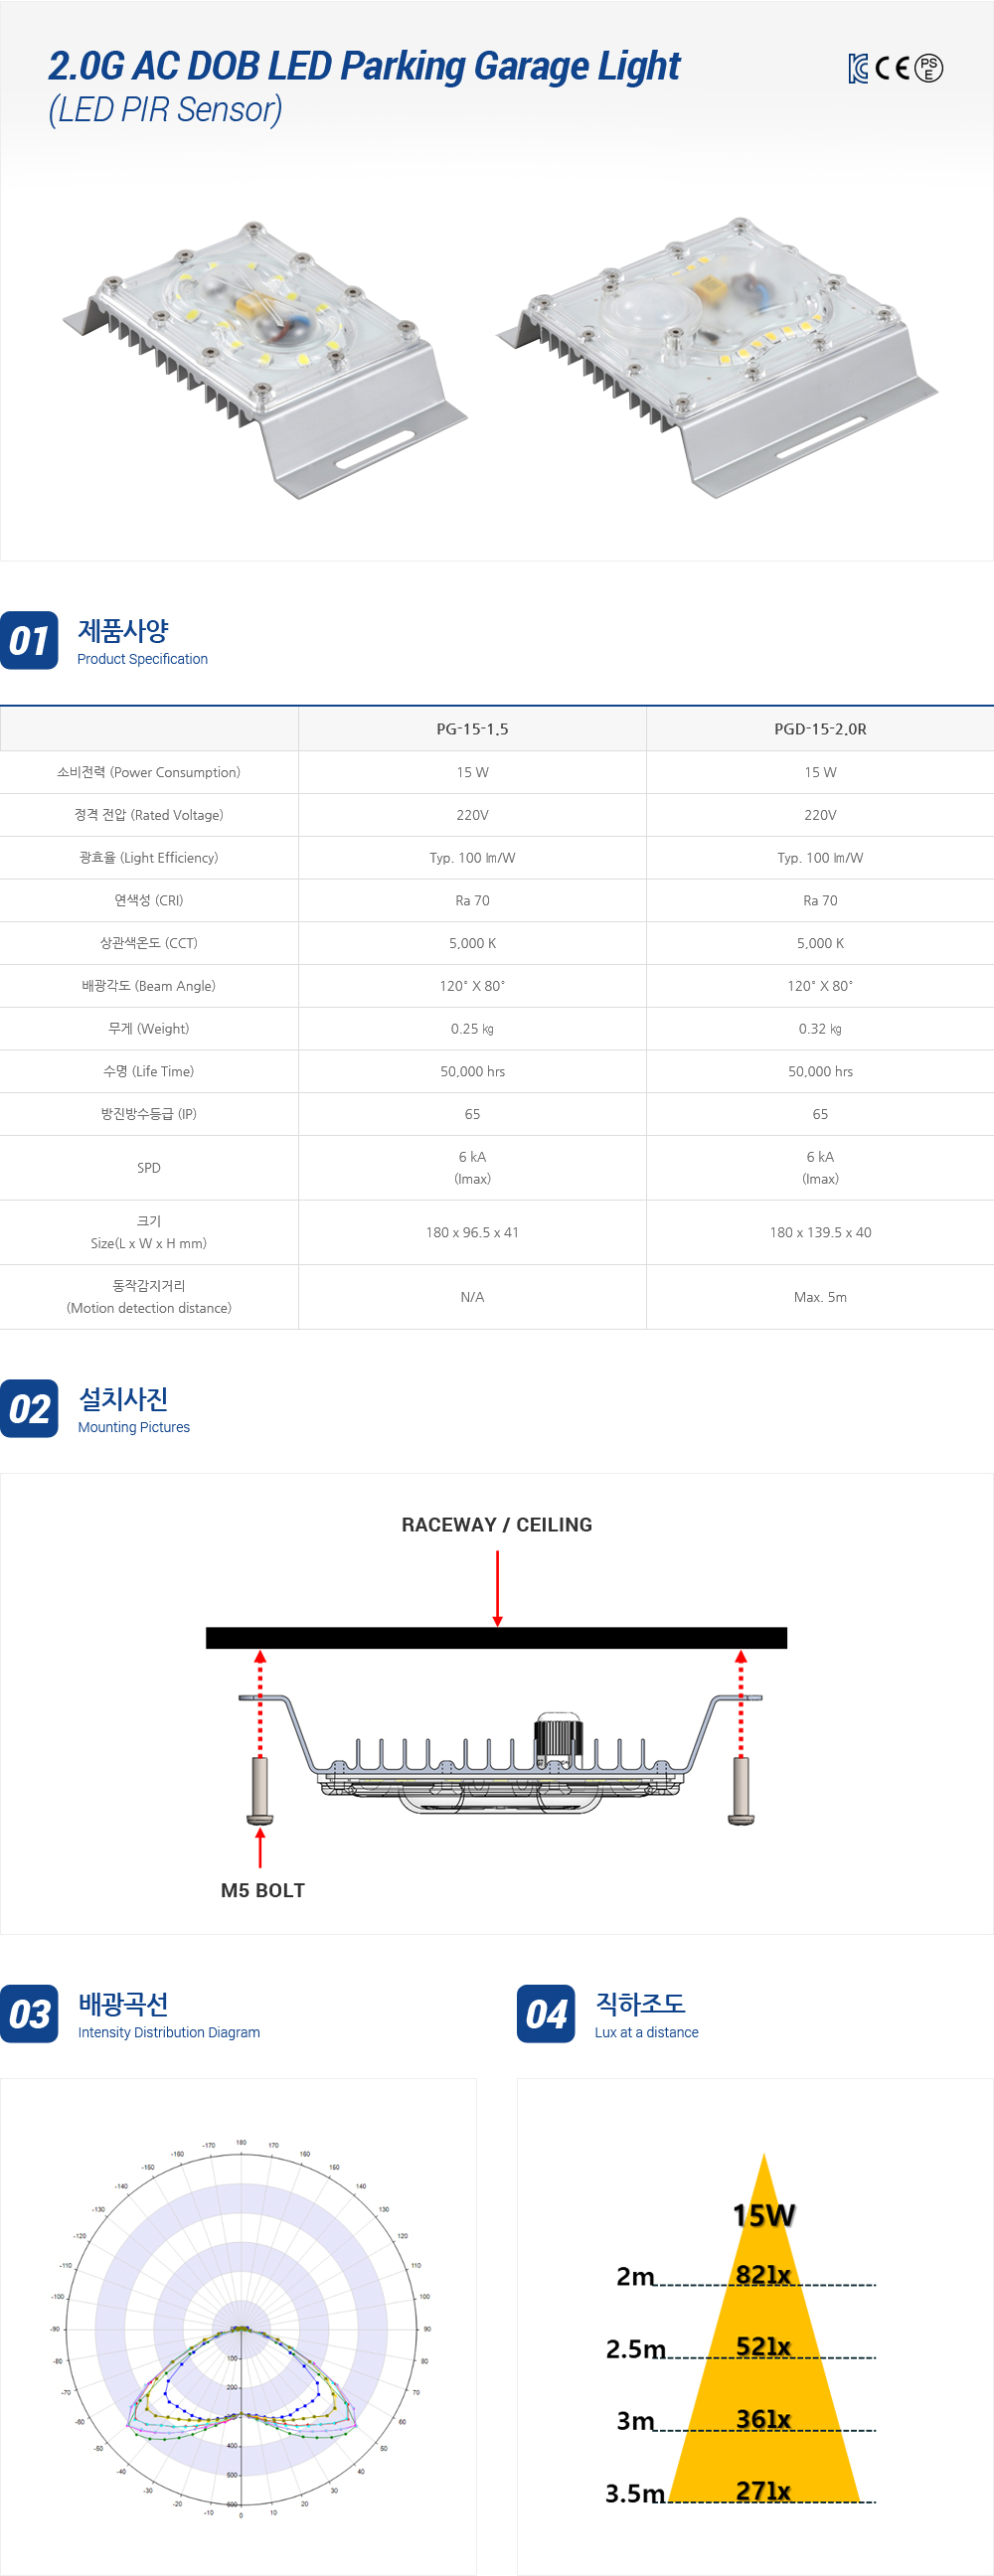 2.0G AC DOB LED Parking Garage Light
(LED PIR Sensor)
CE PS E
01
제품사양
Product Specification
PG-15-1.5 PGD-15-2.0R
소비전력 (Power Consumption) 15 W 15 W
정격 전압 (Rated Voltage) 220V 220V
광효율 (Light Efficiency) Typ. 100 lm/W Typ. 100 lm/W
연색성 (CRI) Ra 70 Ra 70
상관색온도 (CCT) 5,000 K 5,000 K
배광각도 (Beam Angle) 120° X 80° 120° X 80°
무게 (Weight) 0.25 ㎏ 0.32 ㎏
수명 (Life Time) 50,000 hrs 50,000 hrs
방진방수등급 (IP) 65 65
SPD 6 kA (Imax) 6 kA (Imax)
크기
Size(L x W x H mm) 180 x 96.5 x 41 180 x 139.5 x 40
동작감지거리
(Motion detection distance) N/A Max. 5m
02
설치사진
Mounting Pictures
RACEWAY / CEILING
M5 BOLT
03
배광곡선
Intensity Distribution Diagram
04
직하조도
Lux at a distance
-170 180 170
-160 160
-150 150
-140 140
-130 130
-120 120
-110 110
-100 100
-90 90
-80 80
-70 70
-60 60
-50 50
-40 40
-30 30
-20 20
-10 0 10
100
200
400
500
600
15W
2m 82lx
2.5m 52lx
3m 36lx
3.5m 27lx